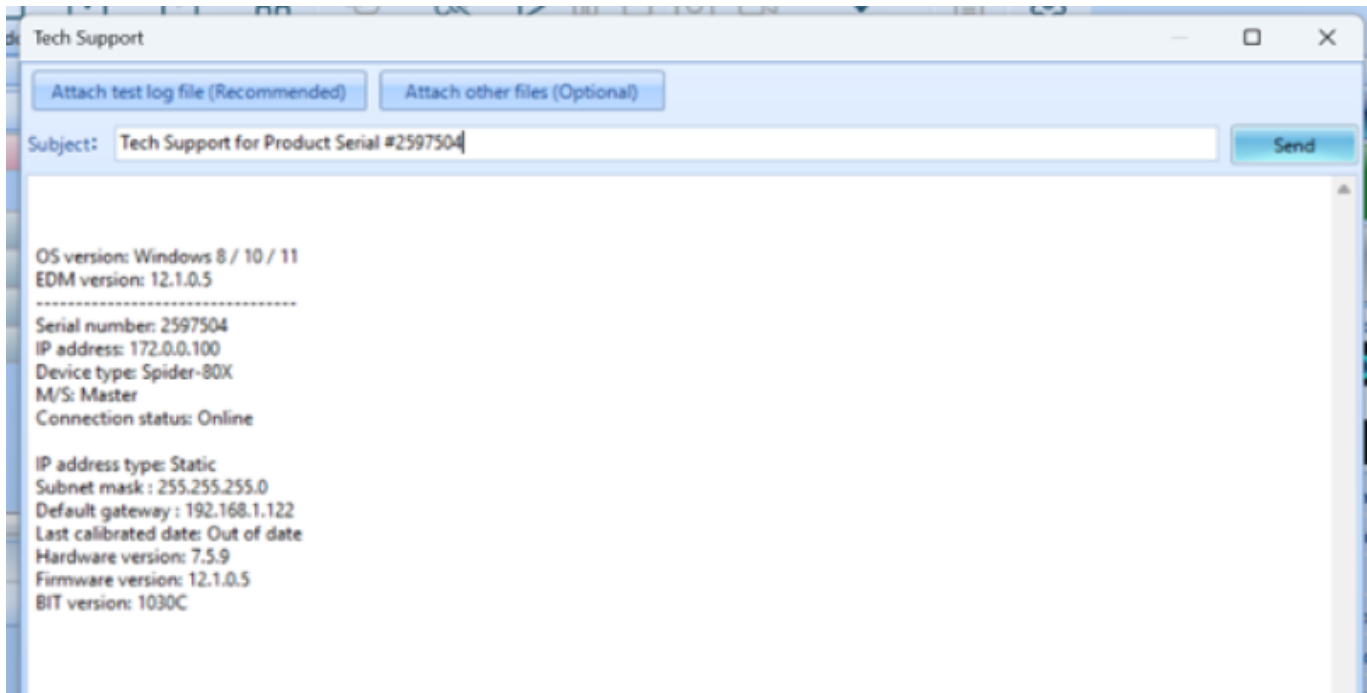 Tech Support
Attach test log file (Recommended) Attach other files (Optional)
Subject: Tech Support for Product Serial #2597504 Send
OS version: Windows 8 / 10 / 11
EDM version: 12.1.0.5
---------------------------------
Serial number: 2597504
IP address: 172.0.0.100
Device type: Spider-80X
M/S: Master
Connection status: Online
IP address type: Static
Subnet mask : 255.255.255.0
Default gateway : 192.168.1.122
Last calibrated date: Out of date
Hardware version: 7.5.9
Firmware version: 12.1.0.5
BIT version: 1030C